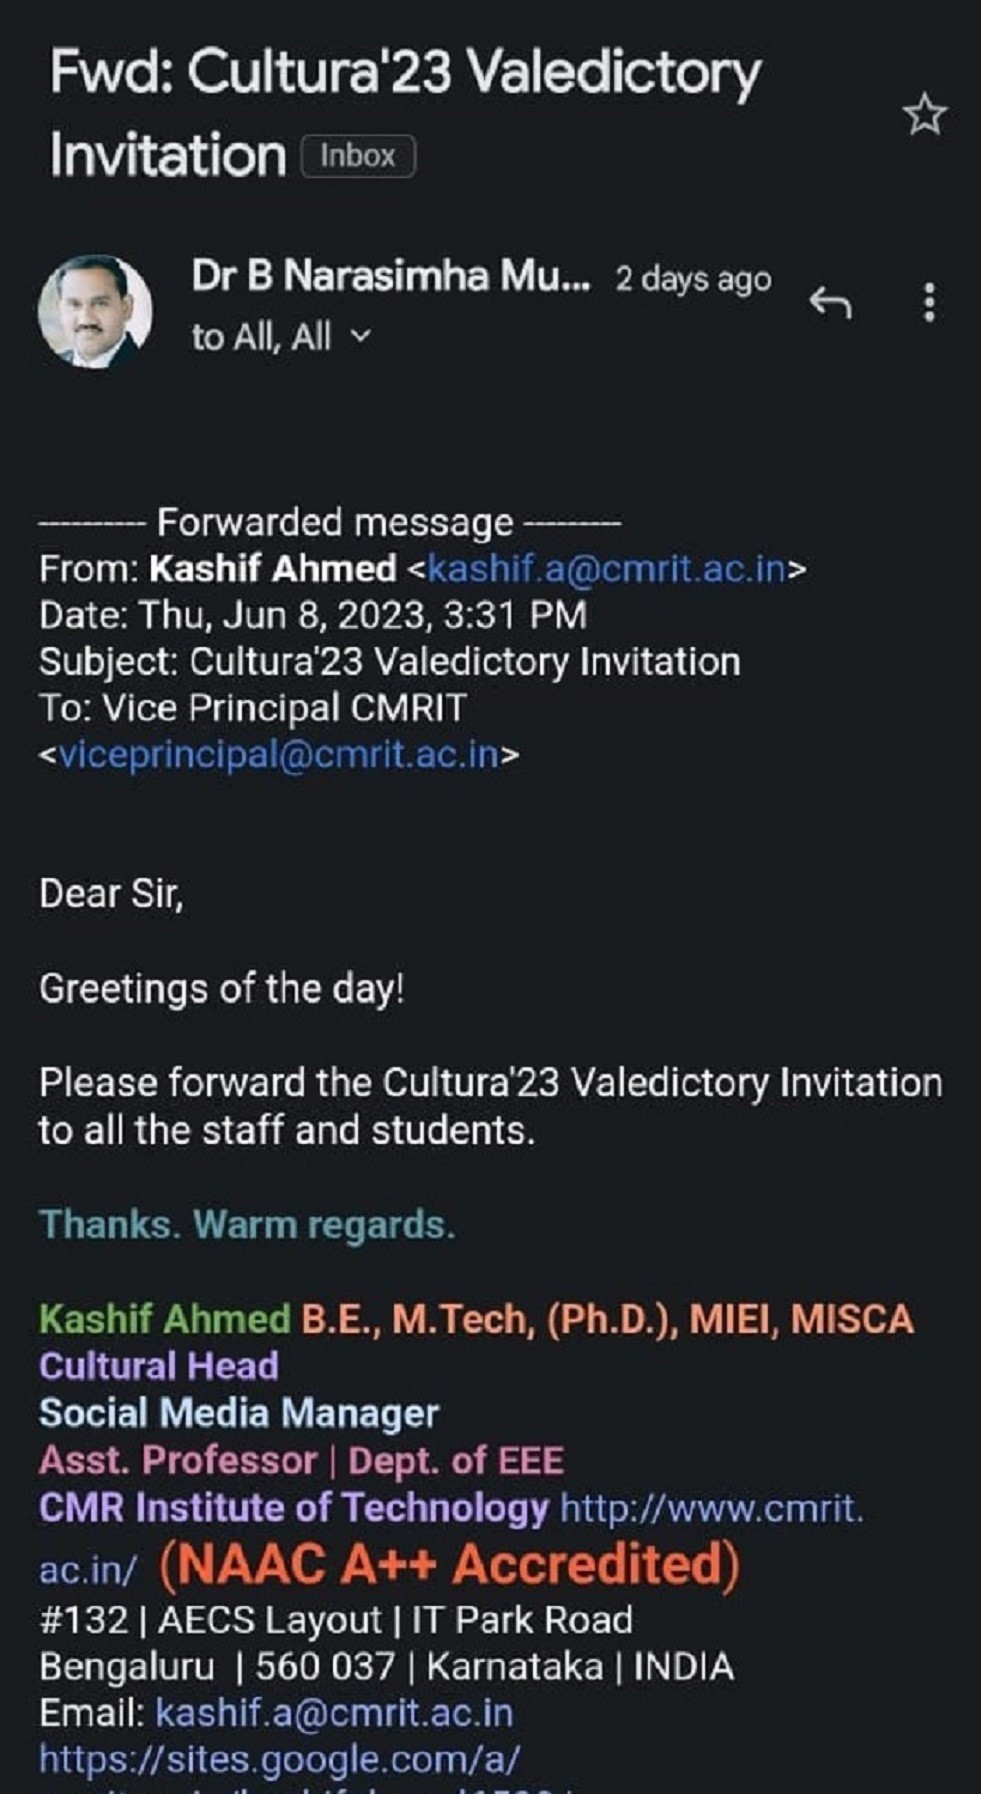 Fwd: Cultura'23 Valedictory
Invitation Inbox
Dr B Narasimha Mu... 2 days ago
to All, All
---------- Forwarded message ---------
From: Kashif Ahmed <kashif.a@cmrit.ac.in>
Date: Thu, Jun 8, 2023, 3:31 PM
Subject: Cultura'23 Valedictory Invitation
To: Vice Principal CMRIT
<viceprincipal@cmrit.ac.in>
Dear Sir,
Greetings of the day!
Please forward the Cultura'23 Valedictory Invitation
to all the staff and students.
Thanks. Warm regards.
Kashif Ahmed B.E., M.Tech, (Ph.D.), MIEI, MISCA
Cultural Head
Social Media Manager
Asst. Professor | Dept. of EEE
CMR Institute of Technology http://www.cmrit.
ac.in/ (NAAC A++ Accredited)
#132 | AECS Layout | IT Park Road
Bengaluru | 560 037 | Karnataka | INDIA
Email: kashif.a@cmrit.ac.in
https://sites.google.com/a/